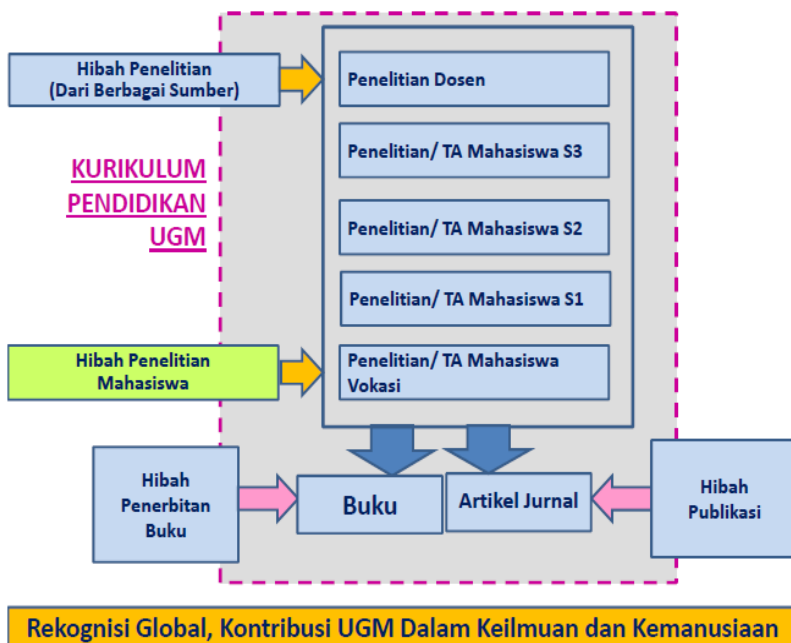 Hibah Penelitian
(Dari Berbagai Sumber)
Penelitian Dosen
KURIKULUM
PENDIDIKAN
UGM
Penelitian/ TA Mahasiswa S3
Penelitian/ TA Mahasiswa S2
Penelitian/ TA Mahasiswa S1
Hibah Penelitian
Mahasiswa
Penelitian/ TA Mahasiswa
Vokasi
Hibah
Penerbitan
Buku
Buku
Artikel Jurnal
Hibah
Publikasi
Rekognisi Global, Kontribusi UGM Dalam Keilmuan dan Kemanusiaan